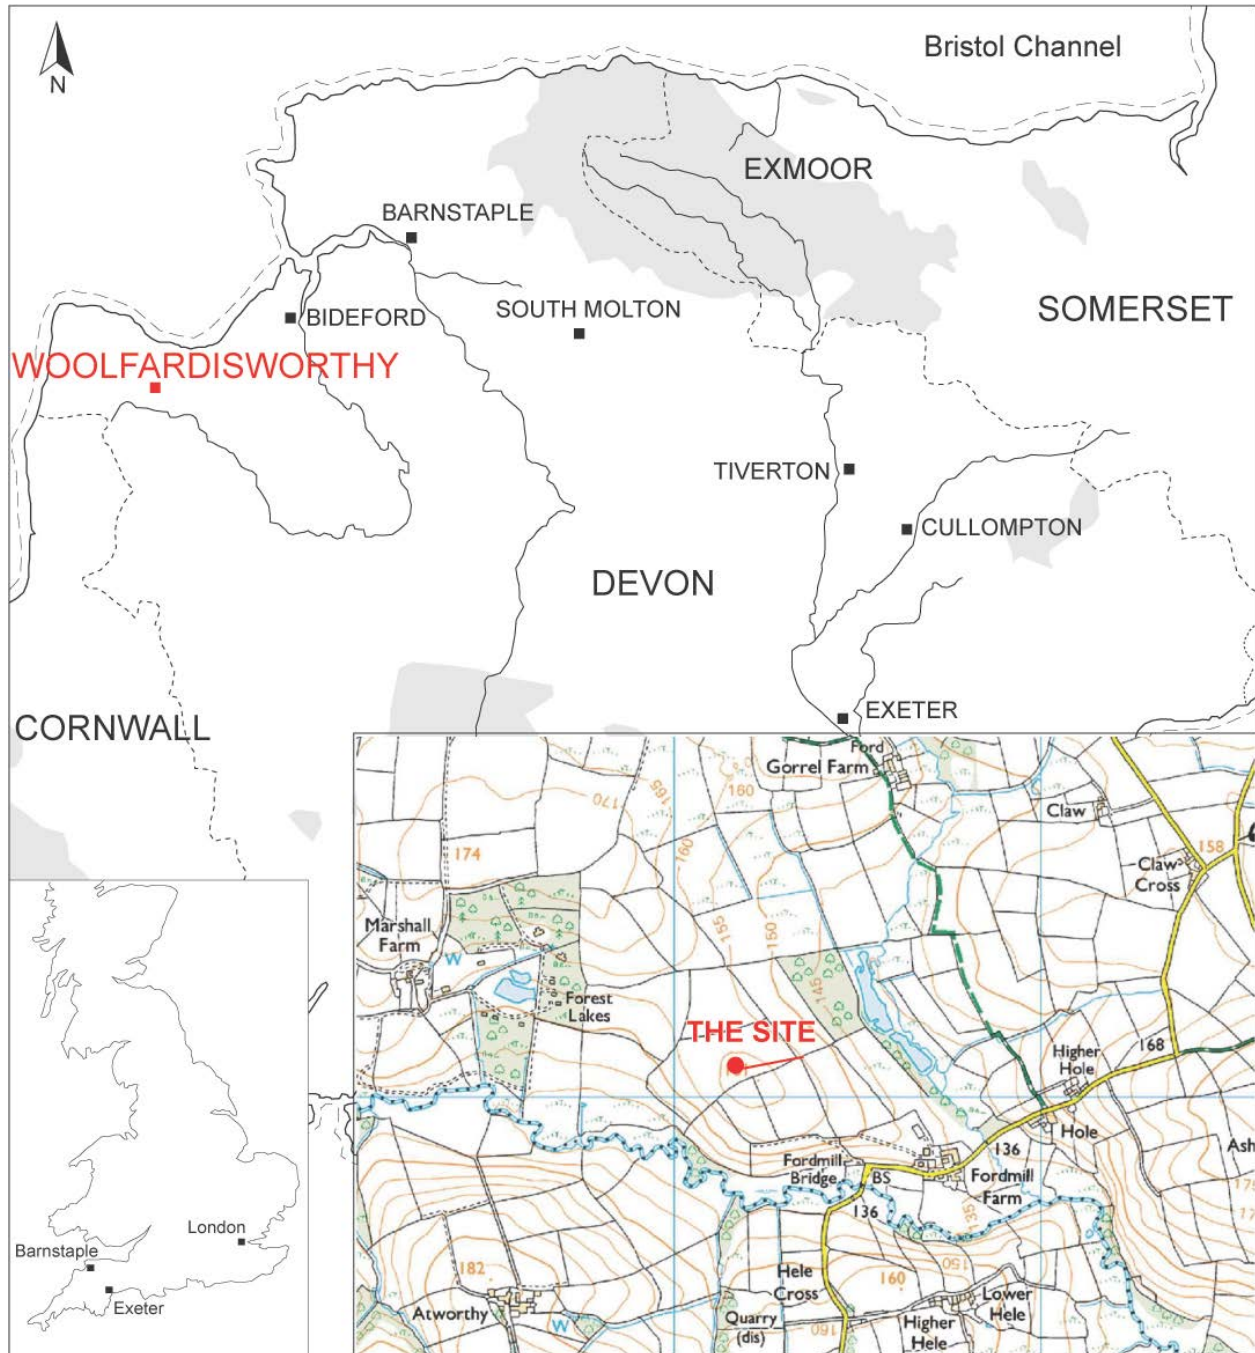 Bristol Channel
N
EXMOOR
BARNSTAPLE
SOUTH MOLTON
SOMERSET
BIDEFORD
WOOLFARDISWORTHY
TIVERTON
CULLOMPTON
DEVON
EXETER
CORNWALL
Ford
Gorrel Farm
160
165
170
Claw
160
174
158
Claw
Cross
155
150
Marshall
Farm
W
145
Forest
Lakes
THE SITE
168
Higher
Hole
Hole
136
Ash
Fordmill
Bridge
BS
Fordmill
Farm
136
135
London
Barnstaple
Exeter
182
Hele
Cross
160
150
Atworthy
W
Lower
Hele
Quarry
(dis)
160
Higher
Hele